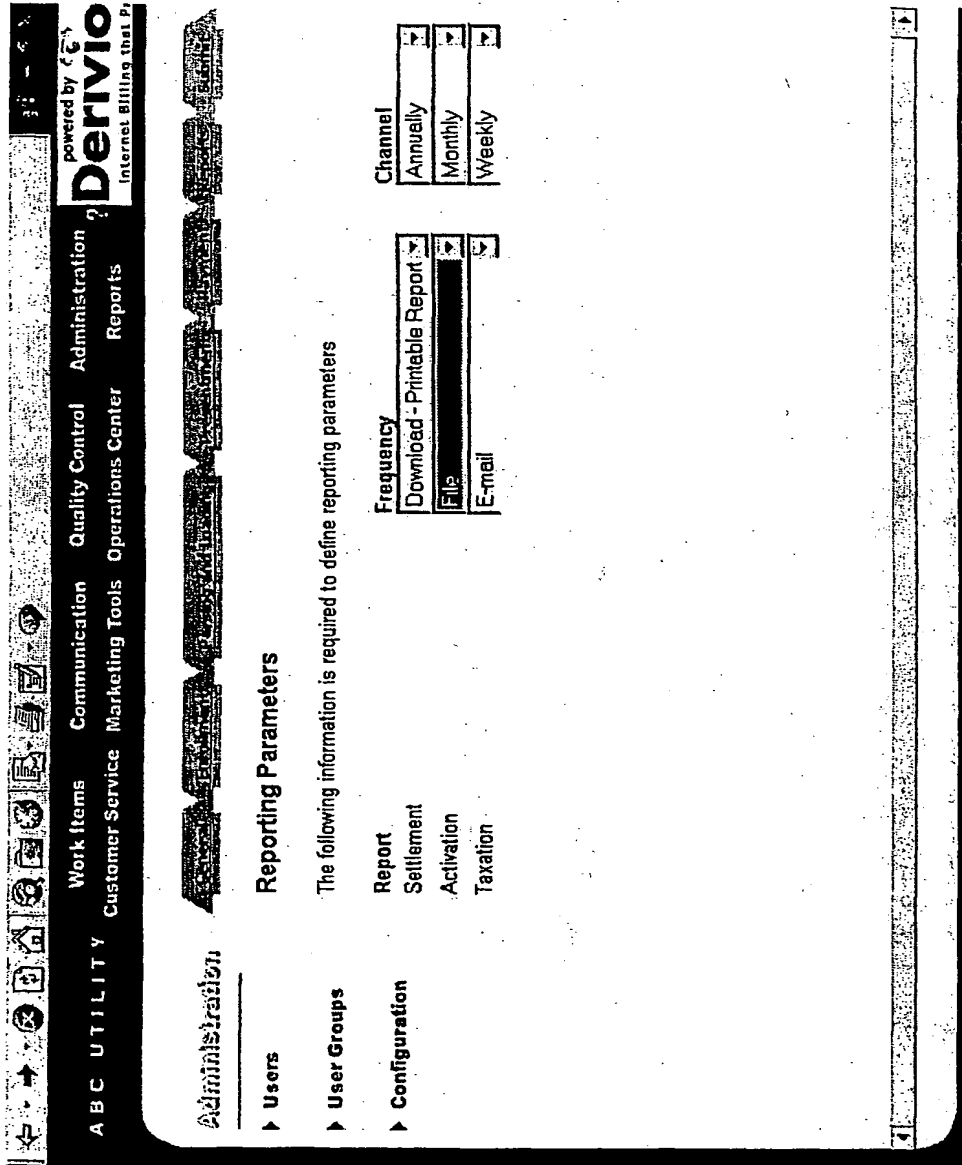 powered by
Derivio
Internet Billing that
ABC UTILITY
Work Items Communication Quality Control Administration ?
Customer Service Marketing Tools Operations Center Reports
Administration
Users
User Groups
Configuration
Reporting Parameters
The following information is required to define reporting parameters
Report Frequency Channel
Settlement Download - Printable Report Annually
Activation File Monthly
Taxation E-mail Weekly